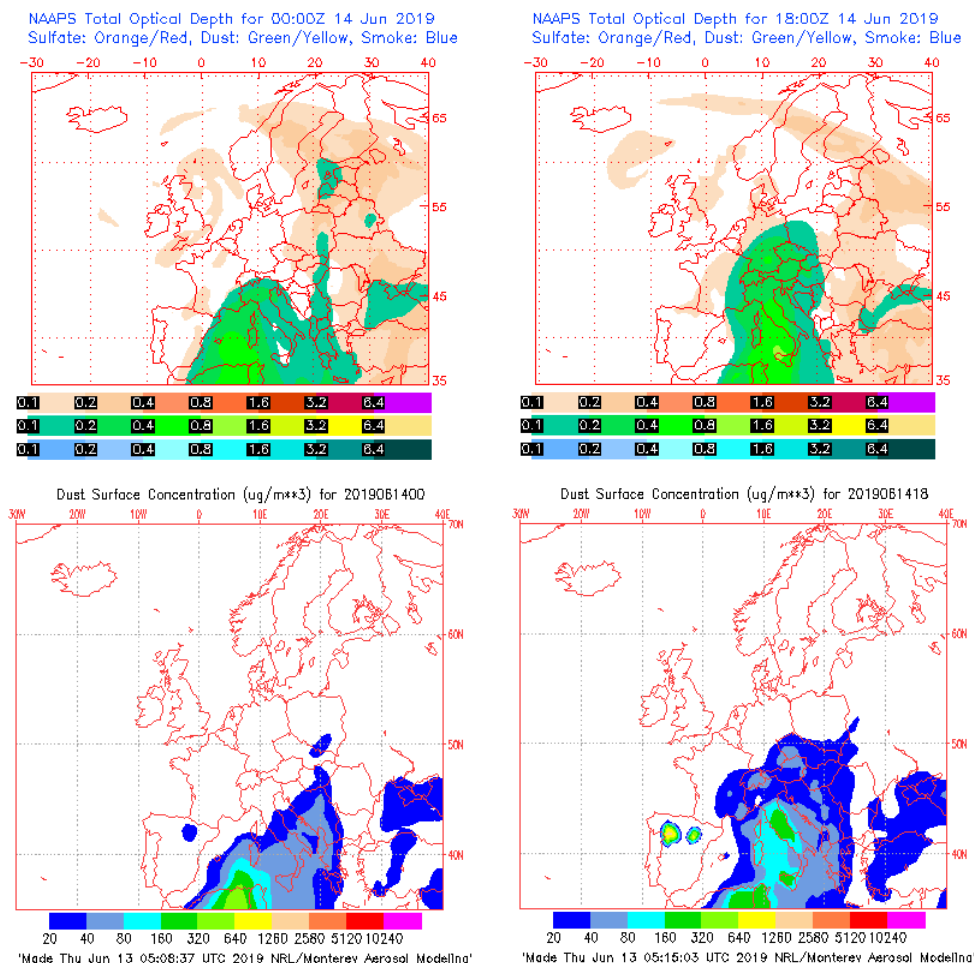 NAAPS Total Optical Depth for 00:00Z 14 Jun 2019
Sulfate: Orange/Red, Dust: Green/Yellow, Smoke: Blue
-30 -20 -10 0 10 20 30 40
65
55
45
35
0.1 0.2 0.4 0.8 1.6 3.2 6.4
0.1 0.2 0.4 0.8 1.6 3.2 6.4
0.1 0.2 0.4 0.8 1.6 3.2 6.4
NAAPS Total Optical Depth for 18:00Z 14 Jun 2019
Sulfate: Orange/Red, Dust: Green/Yellow, Smoke: Blue
-30 -20 -10 0 10 20 30 40
65
55
45
35
0.1 0.2 0.4 0.8 1.6 3.2 6.4
0.1 0.2 0.4 0.8 1.6 3.2 6.4
0.1 0.2 0.4 0.8 1.6 3.2 6.4
Dust Surface Concentration (ug/m**3) for 2019061400
30W 20W 10W 0 10E 20E 30E 40E
70N
60N
50N
40N
20 40 80 160 320 640 1280 2560 5120 10240
'Made Thu Jun 13 05:08:37 UTC 2019 NRL/Monterey Aerosol Modeling'
Dust Surface Concentration (ug/m**3) for 2019061418
30W 20W 10W 0 10E 20E 30E 40E
70N
60N
50N
40N
20 40 80 160 320 640 1280 2560 5120 10240
'Made Thu Jun 13 05:15:03 UTC 2019 NRL/Monterey Aerosol Modeling'